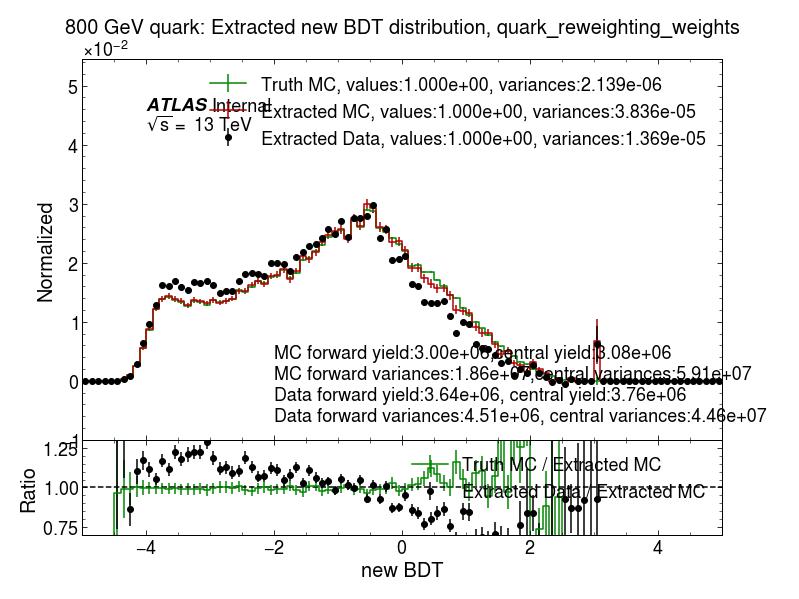 800 GeV quark: Extracted new BDT distribution, quark_reweighting_weights
×10⁻²
Truth MC, values:1.000e+00, variances:2.139e-06
ATLAS Internal
Extracted MC, values:1.000e+00, variances:3.836e-05
√s = 13 TeV
Extracted Data, values:1.000e+00, variances:1.369e-05
5
4
3
2
1
0
Normalized
MC forward yield:3.00e+06, central yield:3.08e+06
MC forward variances:1.86e+07, central variances:5.91e+07
Data forward yield:3.64e+06, central yield:3.76e+06
Data forward variances:4.51e+06, central variances:4.46e+07
1.25
1.00
0.75
Ratio
Truth MC / Extracted MC
Extracted Data / Extracted MC
−4 −2 0 2 4
new BDT